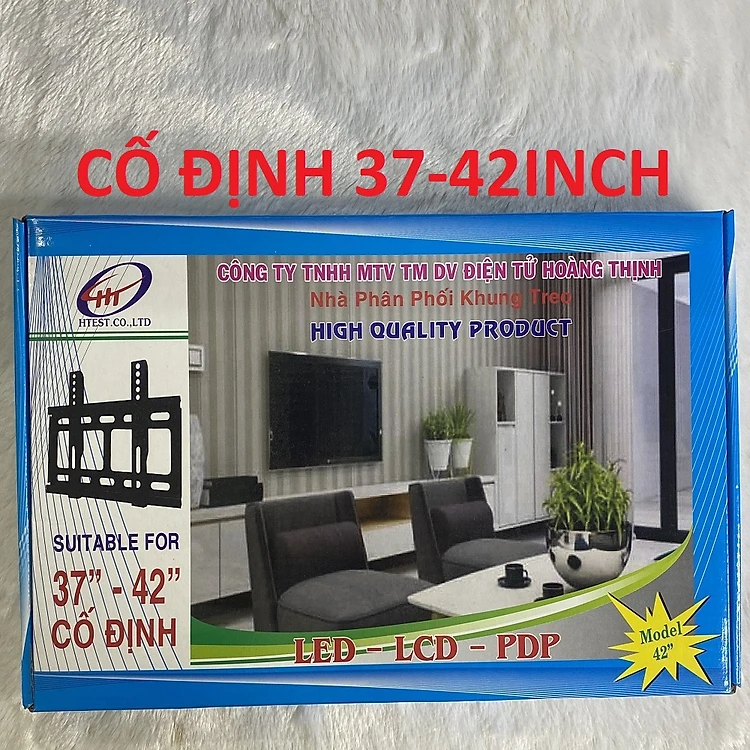 CỐ ĐỊNH 37-42INCH
HT
HTEST.CO.,LTD
CÔNG TY TNHH MTV TM DV ĐIỆN TỬ HOÀNG THỊNH
Nhà Phân Phối Khung Treo
HIGH QUALITY PRODUCT
SUITABLE FOR
37” - 42”
CỐ ĐỊNH
LED - LCD - PDP
Model
42”